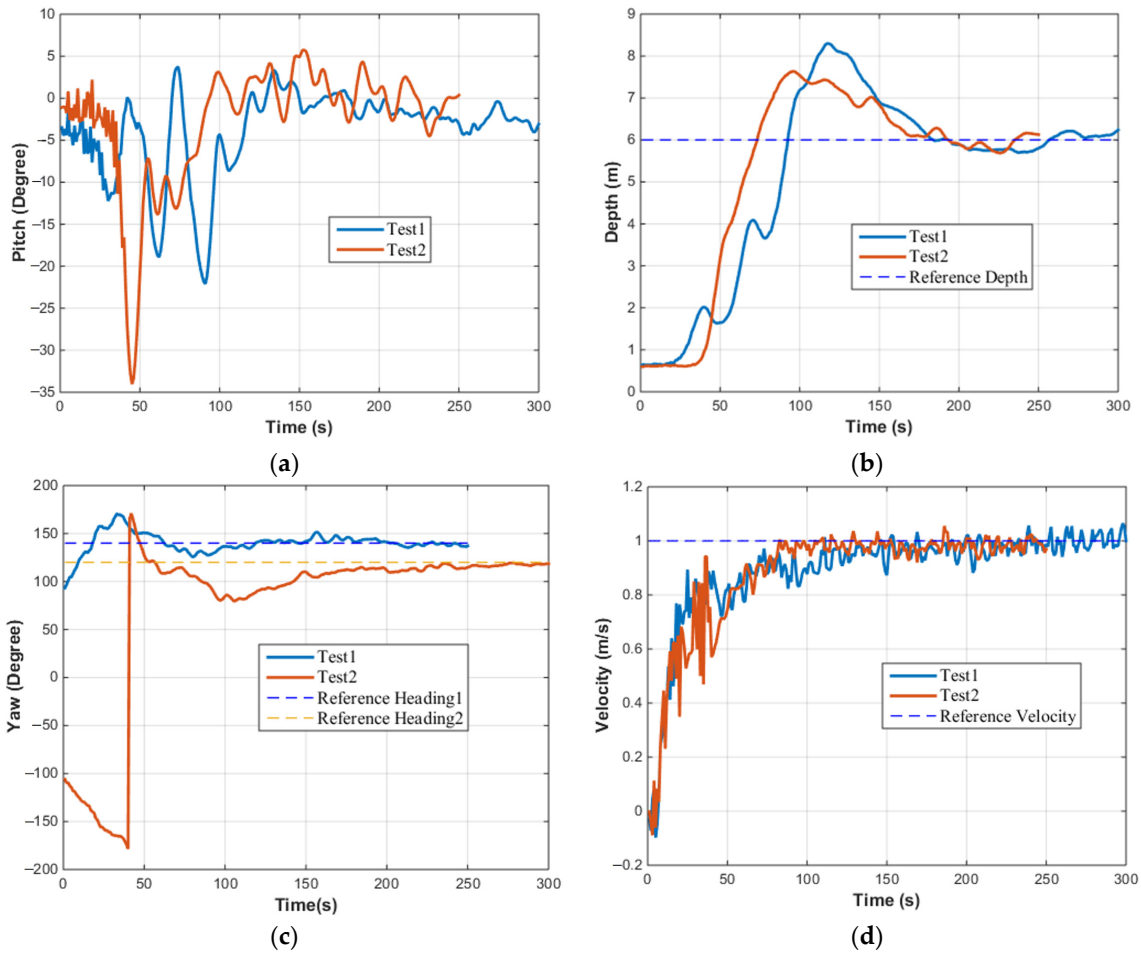 10
5
0
−5
−10
−15
−20
−25
−30
−35
Pitch (Degree)
Test1
Test2
0 50 100 150 200 250 300
Time (s)
(a)
9
8
7
6
5
4
3
2
1
0
Depth (m)
Test1
Test2
Reference Depth
0 50 100 150 200 250 300
Time (s)
(b)
200
150
100
50
0
−50
−100
−150
−200
Yaw (Degree)
Test1
Test2
Reference Heading1
Reference Heading2
0 50 100 150 200 250 300
Time(s)
(c)
1.2
1
0.8
0.6
0.4
0.2
0
−0.2
Velocity (m/s)
Test1
Test2
Reference Velocity
0 50 100 150 200 250 300
Time (s)
(d)